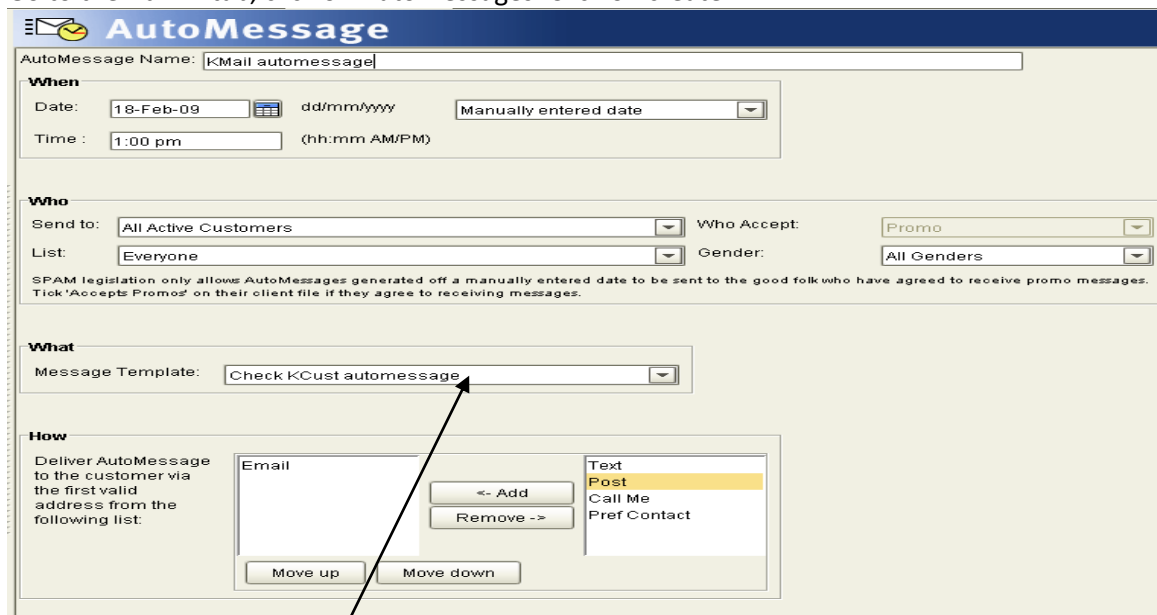 AutoMessage
AutoMessage Name: KMail automessage
When
Date: 18-Feb-09 dd/mm/yyyy Manually entered date
Time : 1:00 pm (hh:mm AM/PM)
Who
Send to: All Active Customers Who Accept: Promo
List: Everyone Gender: All Genders
SPAM legislation only allows AutoMessages generated off a manually entered date to be sent to the good folk who have agreed to receive promo messages.
Tick 'Accepts Promos' on their client file if they agree to receiving messages.
What
Message Template: Check KCust automessage
How
Deliver AutoMessage
to the customer via
the first valid
address from the
following list:
Email
<- Add
Remove ->
Text
Post
Call Me
Pref Contact
Move up Move down